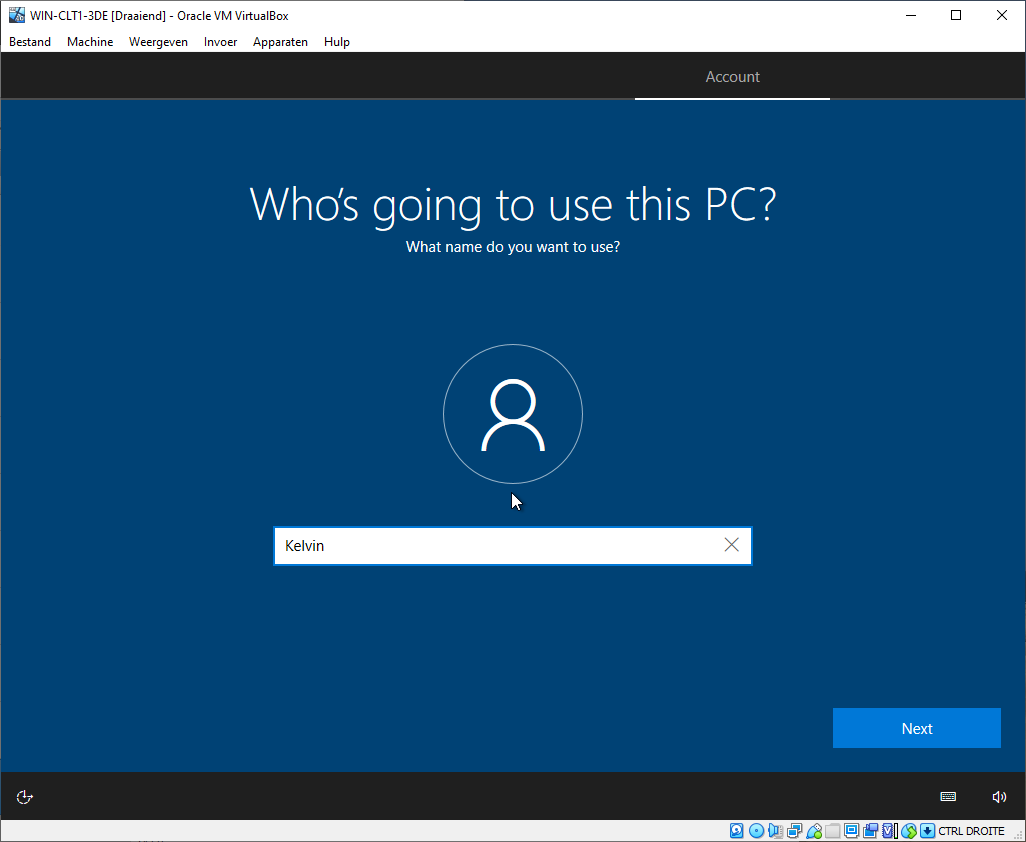 WIN-CLT1-3DE [Draaiend] - Oracle VM VirtualBox
Bestand Machine Weergeven Invoer Apparaten Hulp
Account
Who's going to use this PC?
What name do you want to use?
Kelvin
Next
CTRL DROITE